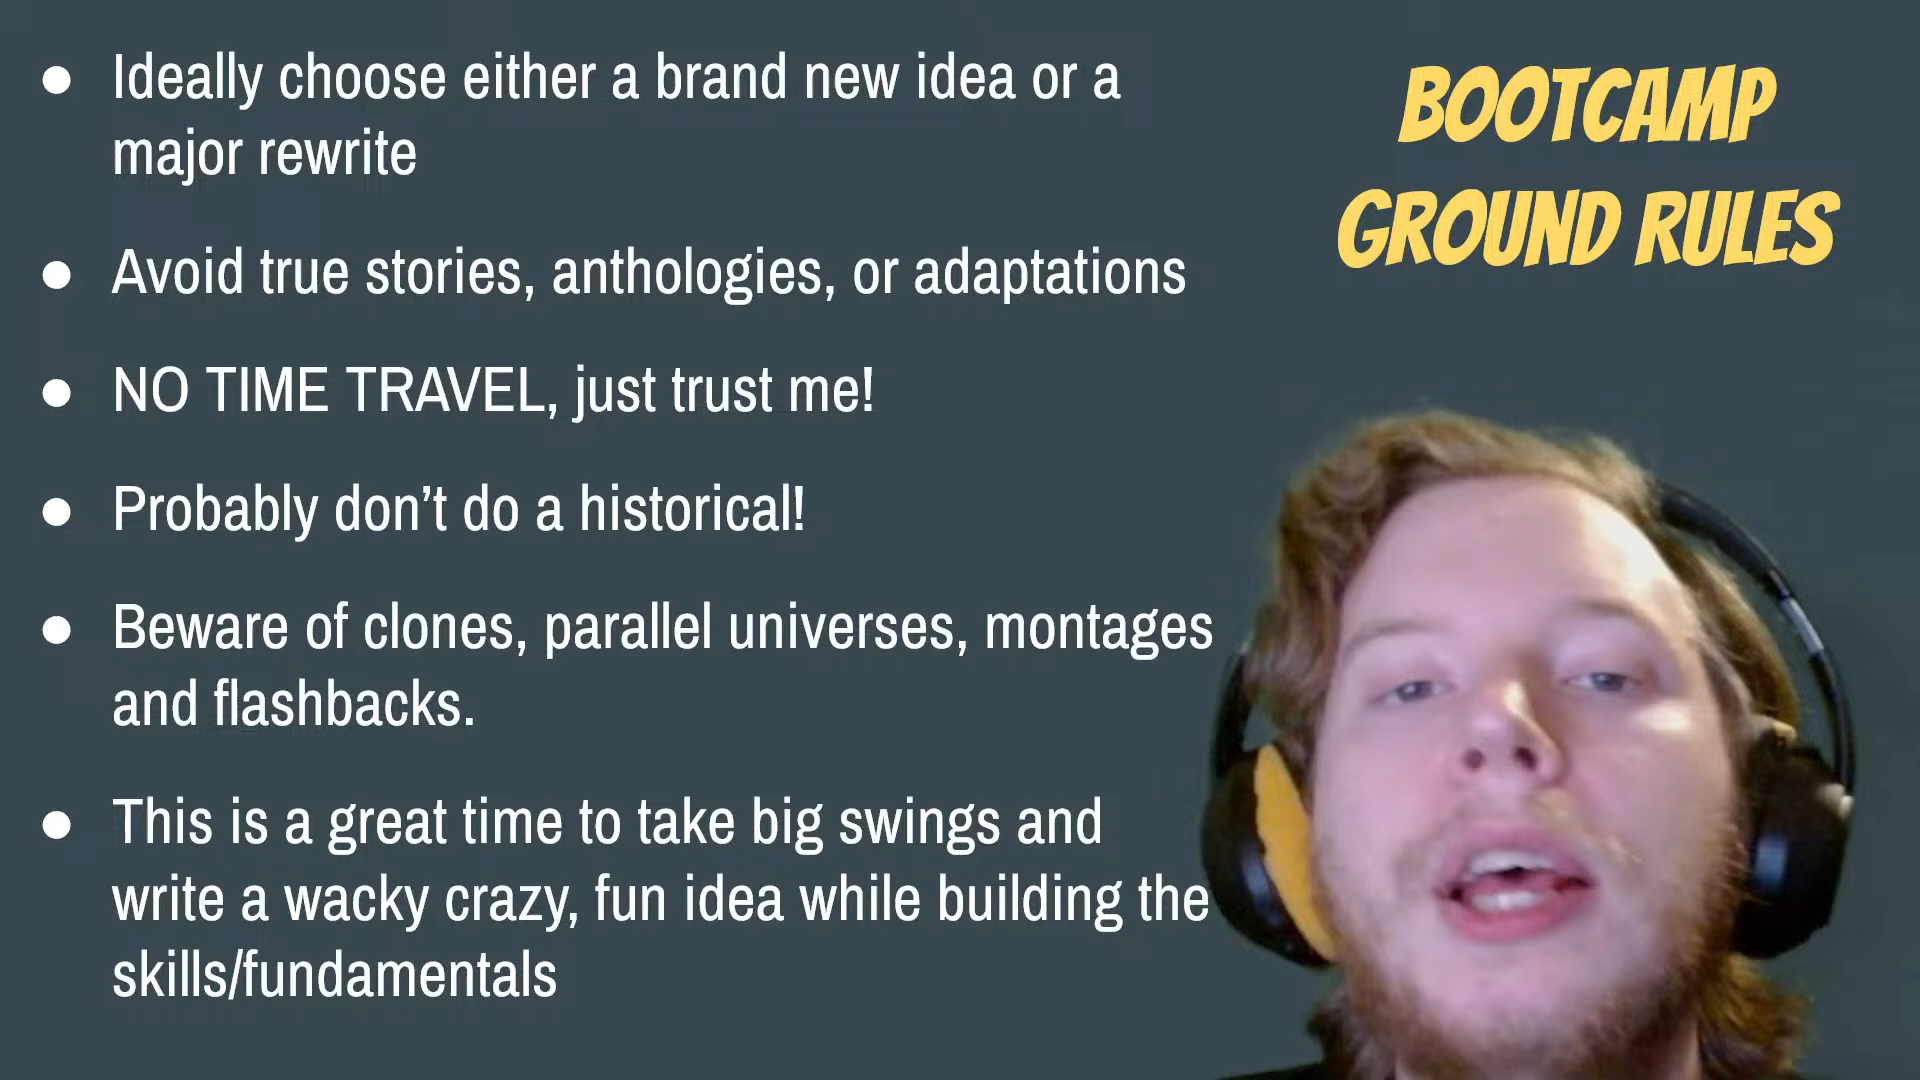 BOOTCAMP
GROUND RULES
● Ideally choose either a brand new idea or a
major rewrite
● Avoid true stories, anthologies, or adaptations
● NO TIME TRAVEL, just trust me!
● Probably don’t do a historical!
● Beware of clones, parallel universes, montages
and flashbacks.
● This is a great time to take big swings and
write a wacky crazy, fun idea while building the
skills/fundamentals